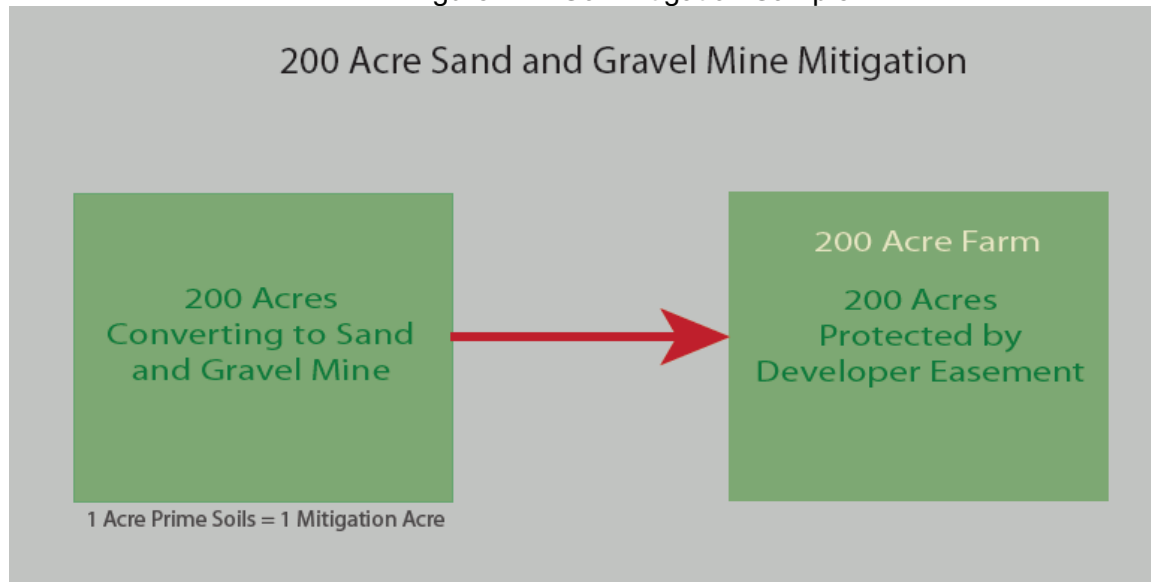 200 Acre Sand and Gravel Mine Mitigation
200 Acres
Converting to Sand
and Gravel Mine
1 Acre Prime Soils = 1 Mitigation Acre
200 Acre Farm
200 Acres
Protected by
Developer Easement